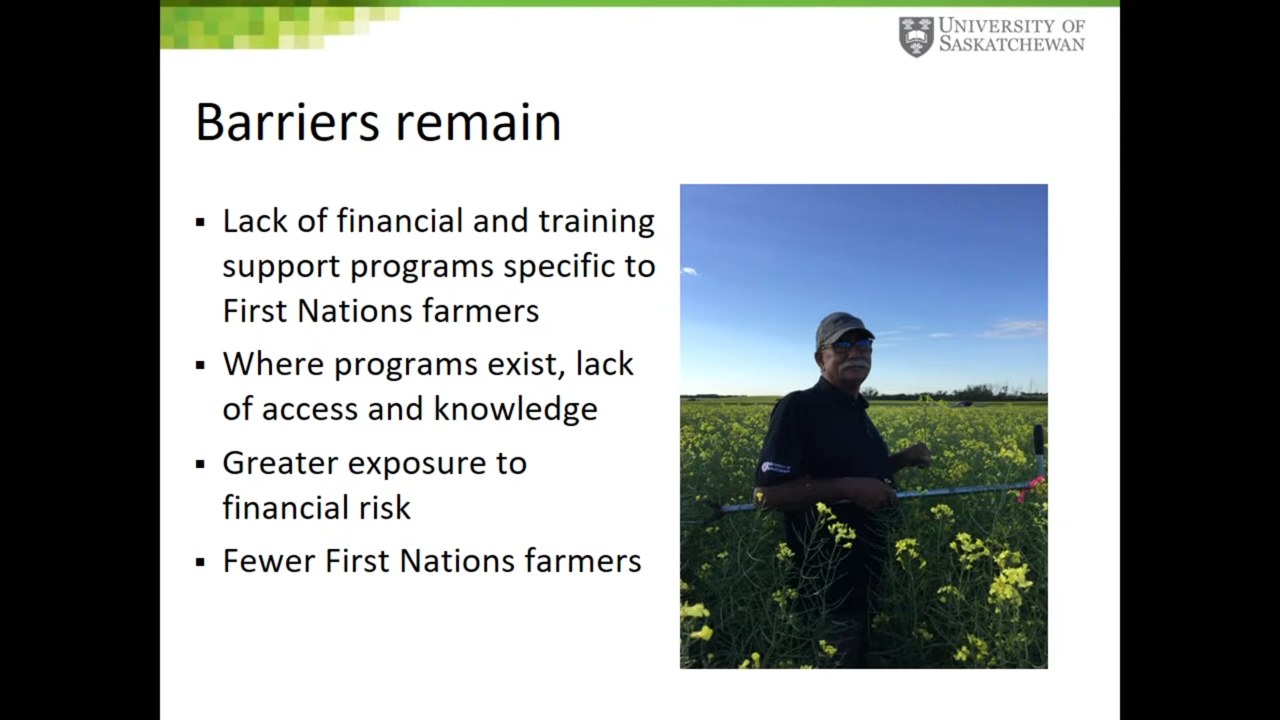 UNIVERSITY OF
SASKATCHEWAN
Barriers remain
▪ Lack of financial and training
support programs specific to
First Nations farmers
▪ Where programs exist, lack
of access and knowledge
▪ Greater exposure to
financial risk
▪ Fewer First Nations farmers